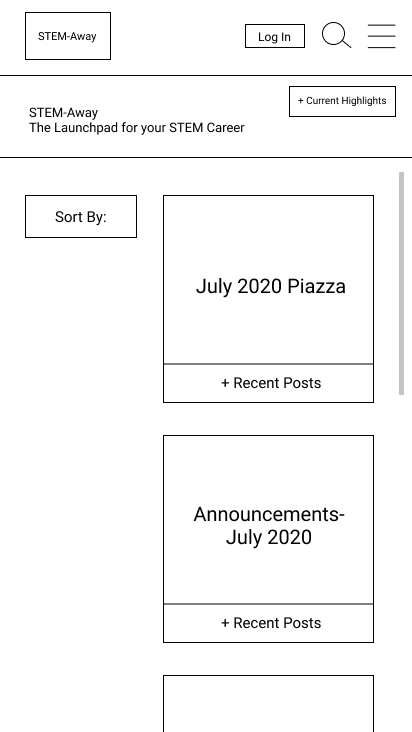 STEM-Away
Log In
+ Current Highlights
STEM-Away
The Launchpad for your STEM Career
Sort By:
July 2020 Piazza
+ Recent Posts
Announcements-
July 2020
+ Recent Posts